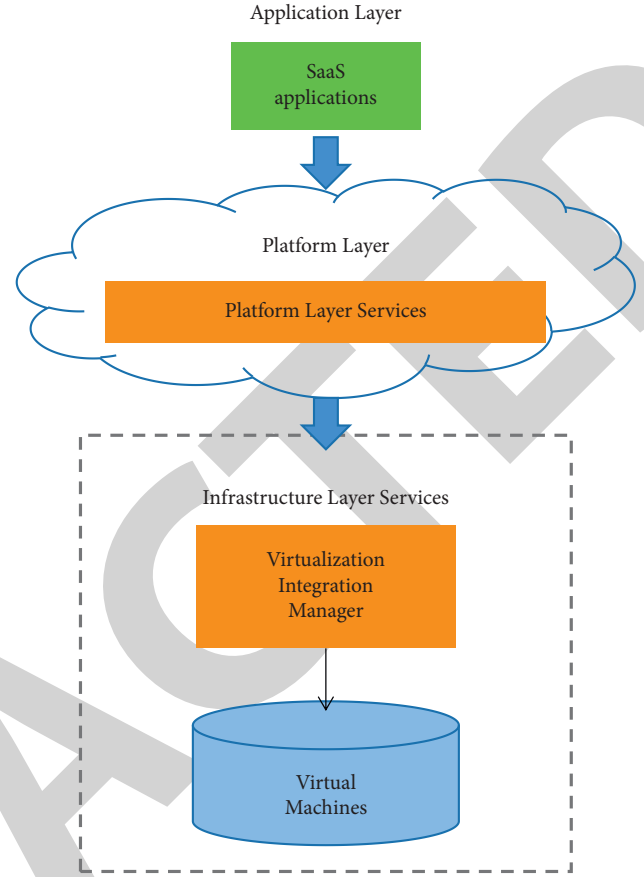 Application Layer
SaaS
applications
Platform Layer
Platform Layer Services
Infrastructure Layer Services
Virtualization
Integration
Manager
Virtual
Machines